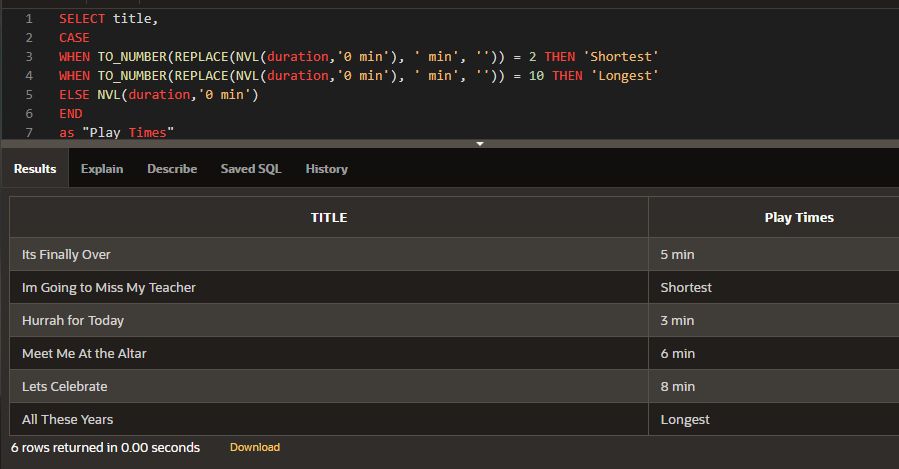 1 SELECT title,
2 CASE
3 WHEN TO_NUMBER(REPLACE(NVL(duration,'0 min'), ' min', '')) = 2 THEN 'Shortest'
4 WHEN TO_NUMBER(REPLACE(NVL(duration,'0 min'), ' min', '')) = 10 THEN 'Longest'
5 ELSE NVL(duration,'0 min')
6 END
7 as "Play Times"
Results Explain Describe Saved SQL History
TITLE Play Times
Its Finally Over 5 min
Im Going to Miss My Teacher Shortest
Hurrah for Today 3 min
Meet Me At the Altar 6 min
Lets Celebrate 8 min
All These Years Longest
6 rows returned in 0.00 seconds Download